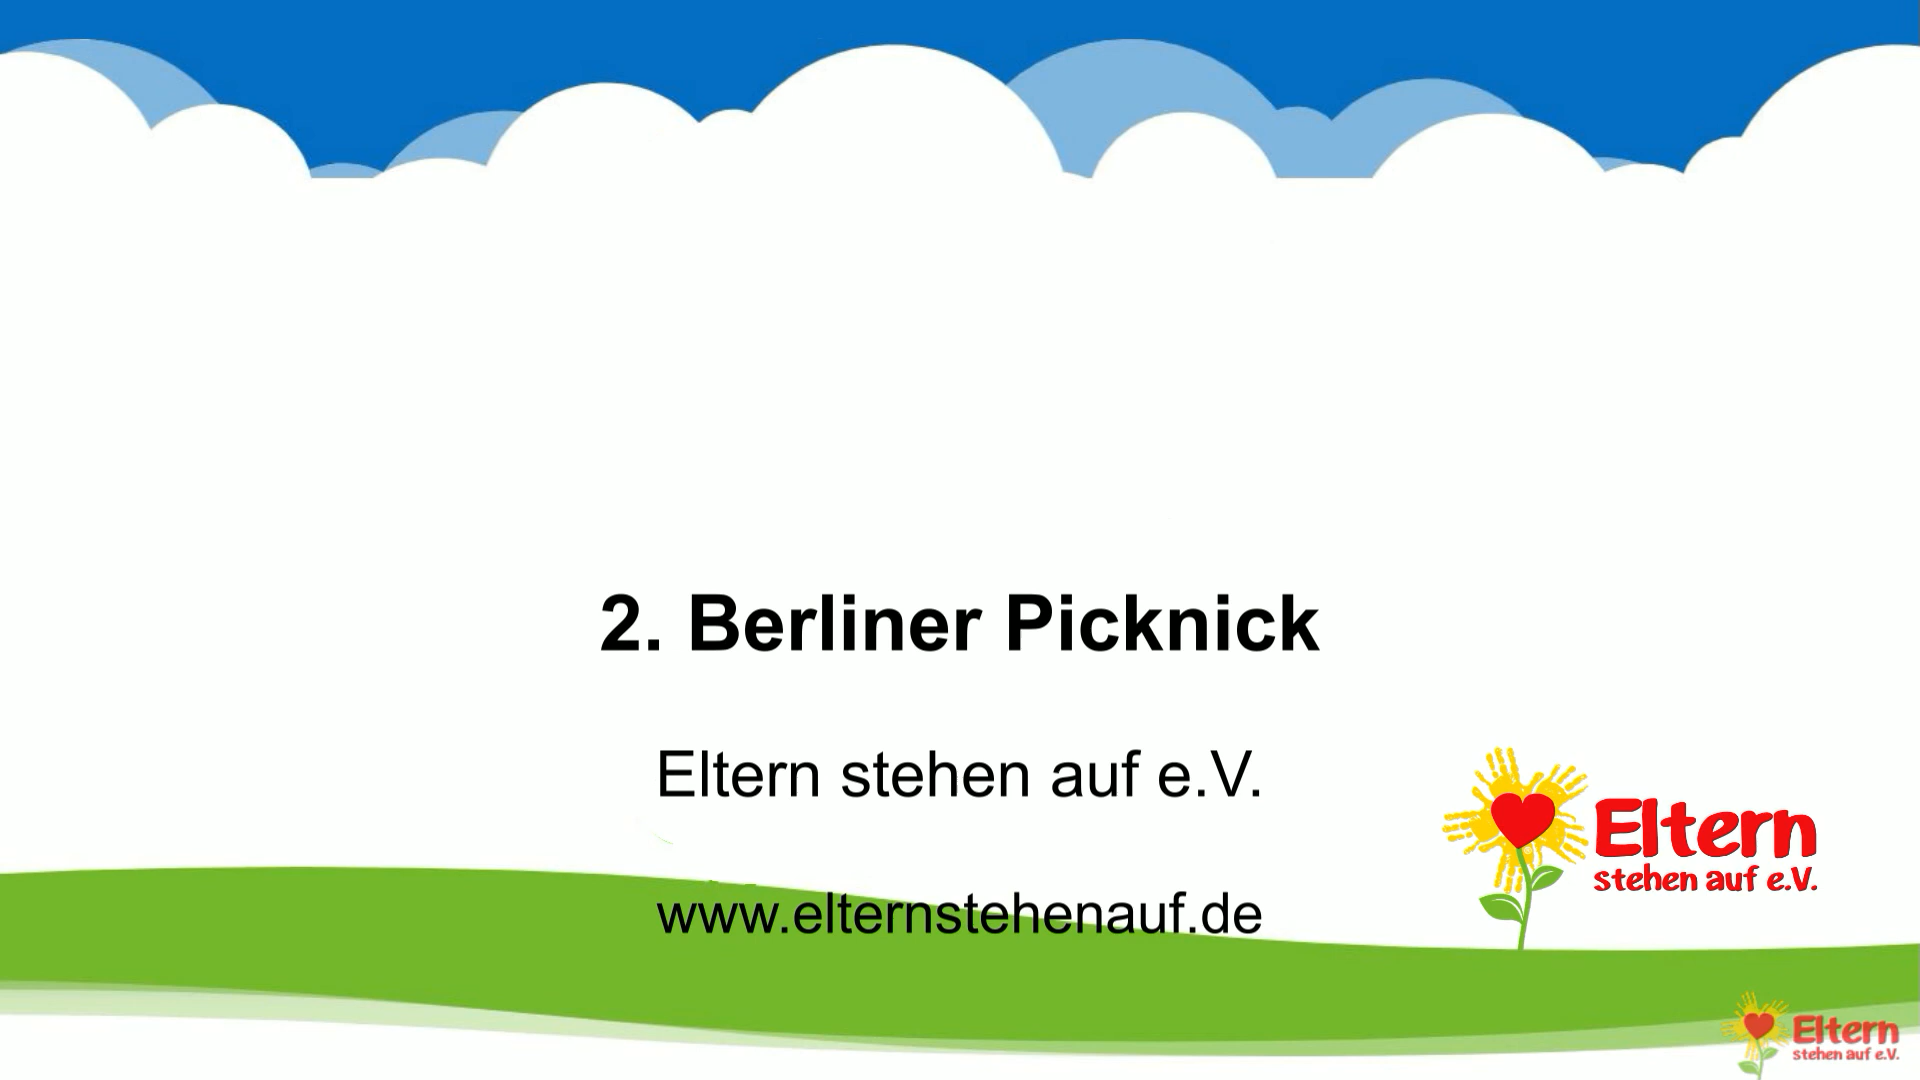 2. Berliner Picknick
Eltern stehen auf e.V.
Eltern
stehen auf e.V.
www.elternstehenauf.de
Eltern
stehen auf e.V.